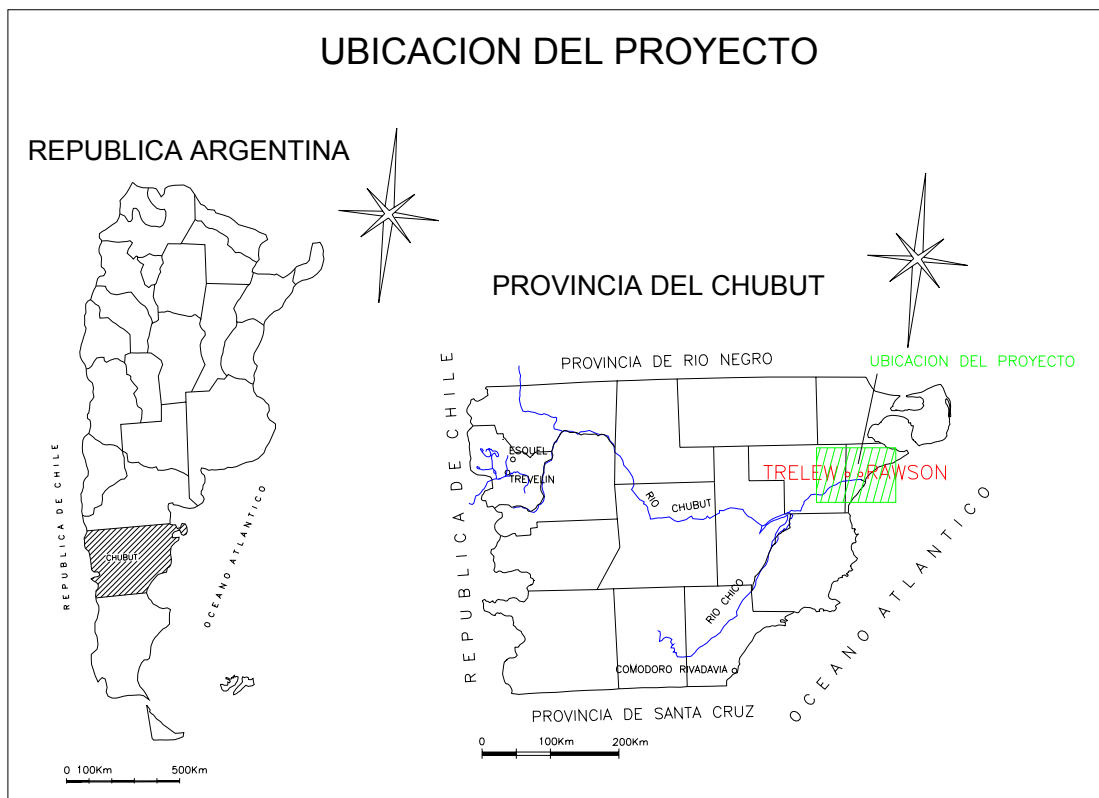 UBICACION DEL PROYECTO
REPUBLICA ARGENTINA
REPUBLICA DE CHILE
CHUBUT
OCEANO ATLANTICO
0 100Km 500Km
PROVINCIA DEL CHUBUT
PROVINCIA DE RIO NEGRO
UBICACION DEL PROYECTO
REPUBLICA DE CHILE
ESQUEL
TREVELIN
TRELEW
RAWSON
RIO CHUBUT
RIO CHICO
COMODORO RIVADAVIA
OCEANO ATLANTICO
PROVINCIA DE SANTA CRUZ
0 100Km 200Km